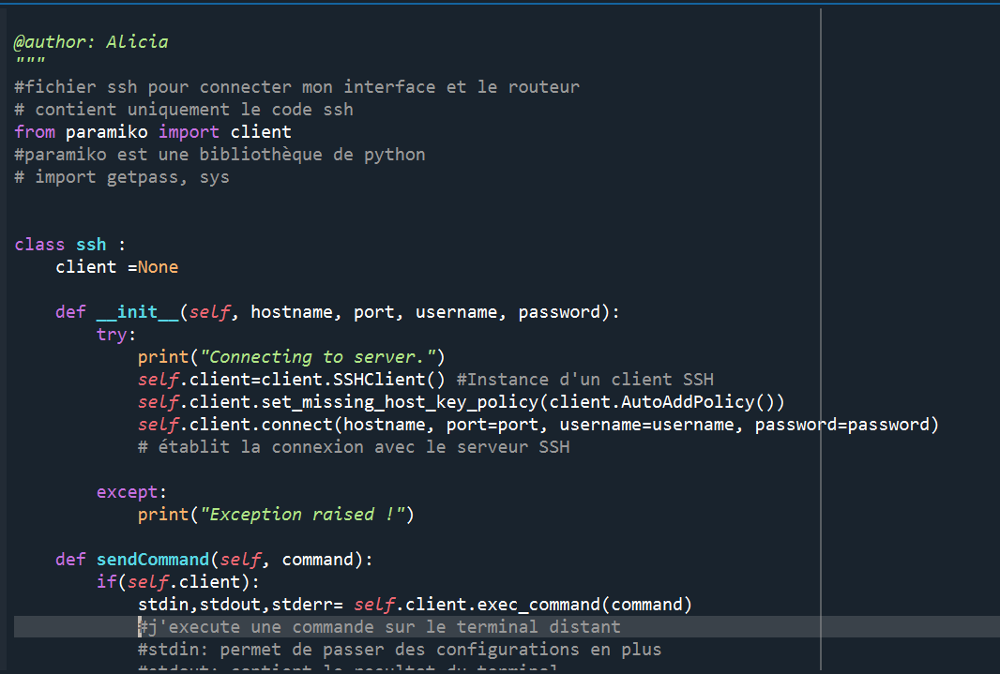 @author: Alicia
"""
#fichier ssh pour connecter mon interface et le routeur
# contient uniquement le code ssh
from paramiko import client
#paramiko est une bibliothèque de python
# import getpass, sys
class ssh :
client =None
def __init__(self, hostname, port, username, password):
try:
print("Connecting to server.")
self.client=client.SSHClient() #Instance d'un client SSH
self.client.set_missing_host_key_policy(client.AutoAddPolicy())
self.client.connect(hostname, port=port, username=username, password=password)
# établit la connexion avec le serveur SSH
except:
print("Exception raised !")
def sendCommand(self, command):
if(self.client):
stdin,stdout,stderr= self.client.exec_command(command)
#j'execute une commande sur le terminal distant
#stdin: permet de passer des configurations en plus
#stdout: contient le resultat du terminal